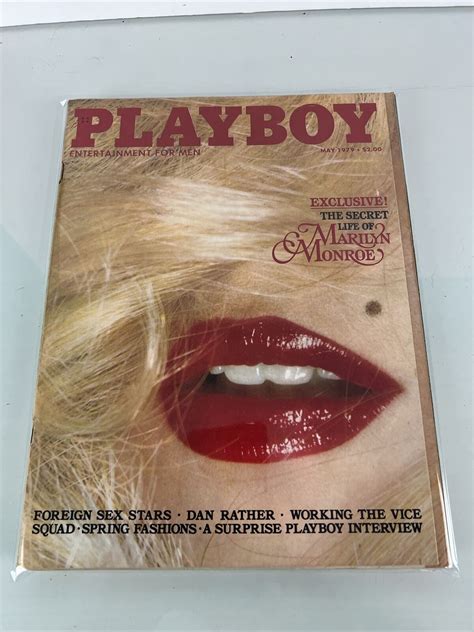 PLAYBOY
ENTERTAINMENT FOR MEN
MAY 1979 • $2.00
EXCLUSIVE!
THE SECRET
LIFE OF
MARILYN
MONROE
FOREIGN SEX STARS · DAN RATHER · WORKING THE VICE
SQUAD · SPRING FASHIONS · A SURPRISE PLAYBOY INTERVIEW